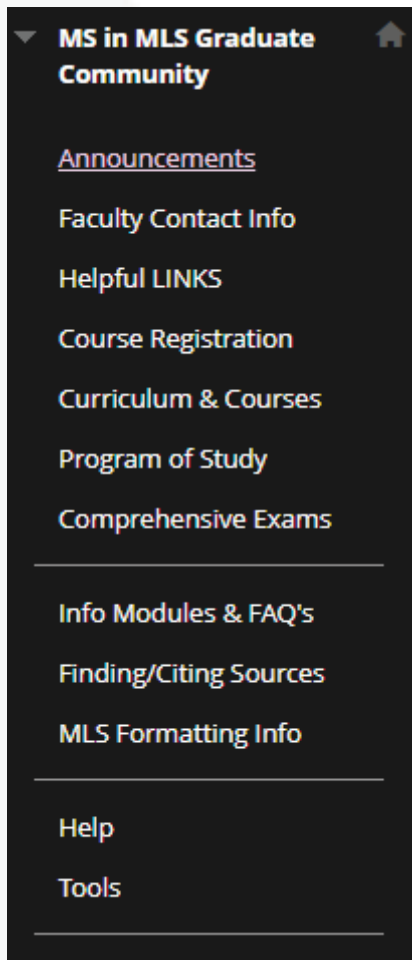 MS in MLS Graduate
Community
Announcements
Faculty Contact Info
Helpful LINKS
Course Registration
Curriculum & Courses
Program of Study
Comprehensive Exams
Info Modules & FAQ's
Finding/Citing Sources
MLS Formatting Info
Help
Tools